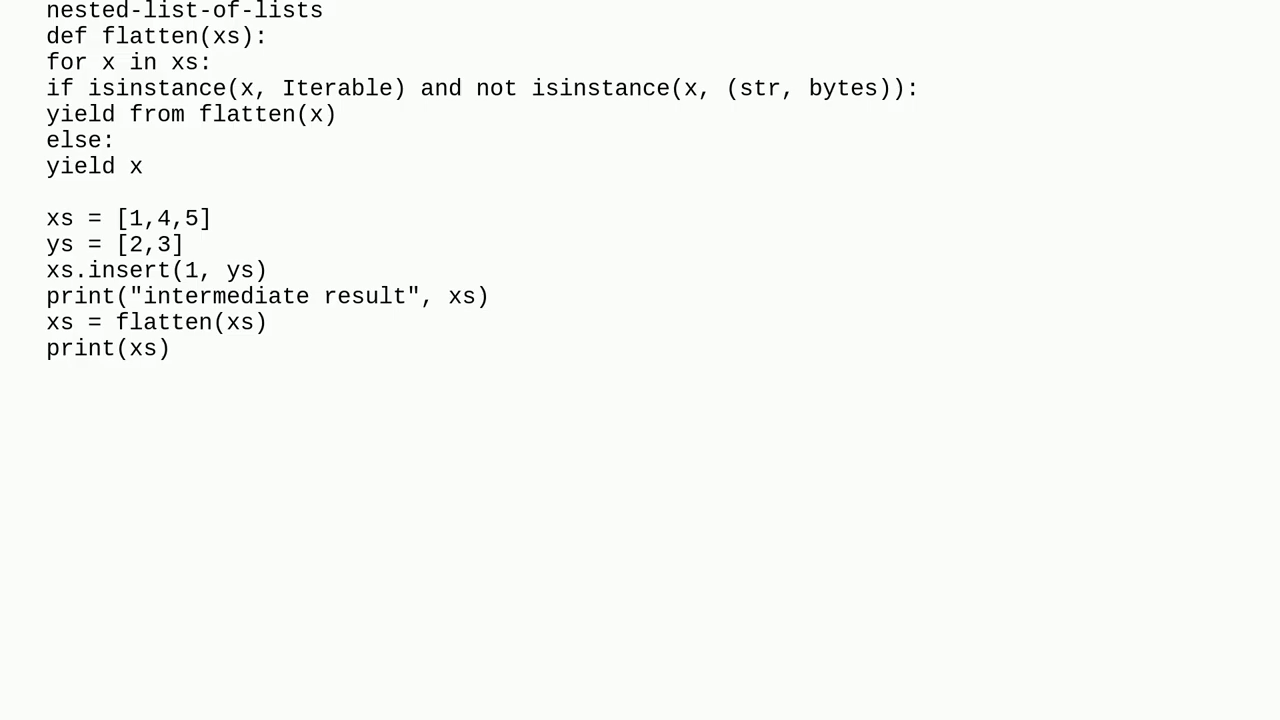 nested-list-of-lists
def flatten(xs):
for x in xs:
if isinstance(x, Iterable) and not isinstance(x, (str, bytes)):
yield from flatten(x)
else:
yield x

xs = [1,4,5]
ys = [2,3]
xs.insert(1, ys)
print("intermediate result", xs)
xs = flatten(xs)
print(xs)